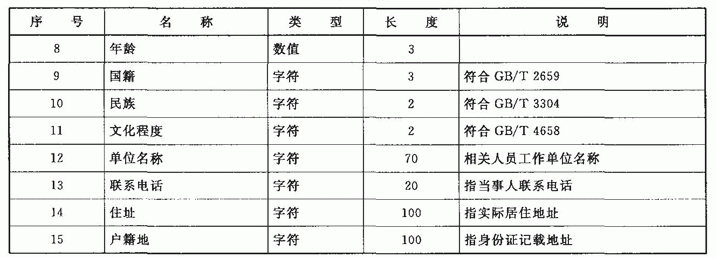 序 号 名 称 类 型 长 度 说 明
8 年龄 数值 3
9 国籍 字符 3 符合 GB/T 2659
10 民族 字符 2 符合 GB/T 3304
11 文化程度 字符 2 符合 GB/T 4658
12 单位名称 字符 70 相关人员工作单位名称
13 联系电话 字符 20 指当事人联系电话
14 住址 字符 100 指实际居住地址
15 户籍地 字符 100 指身份证记载地址